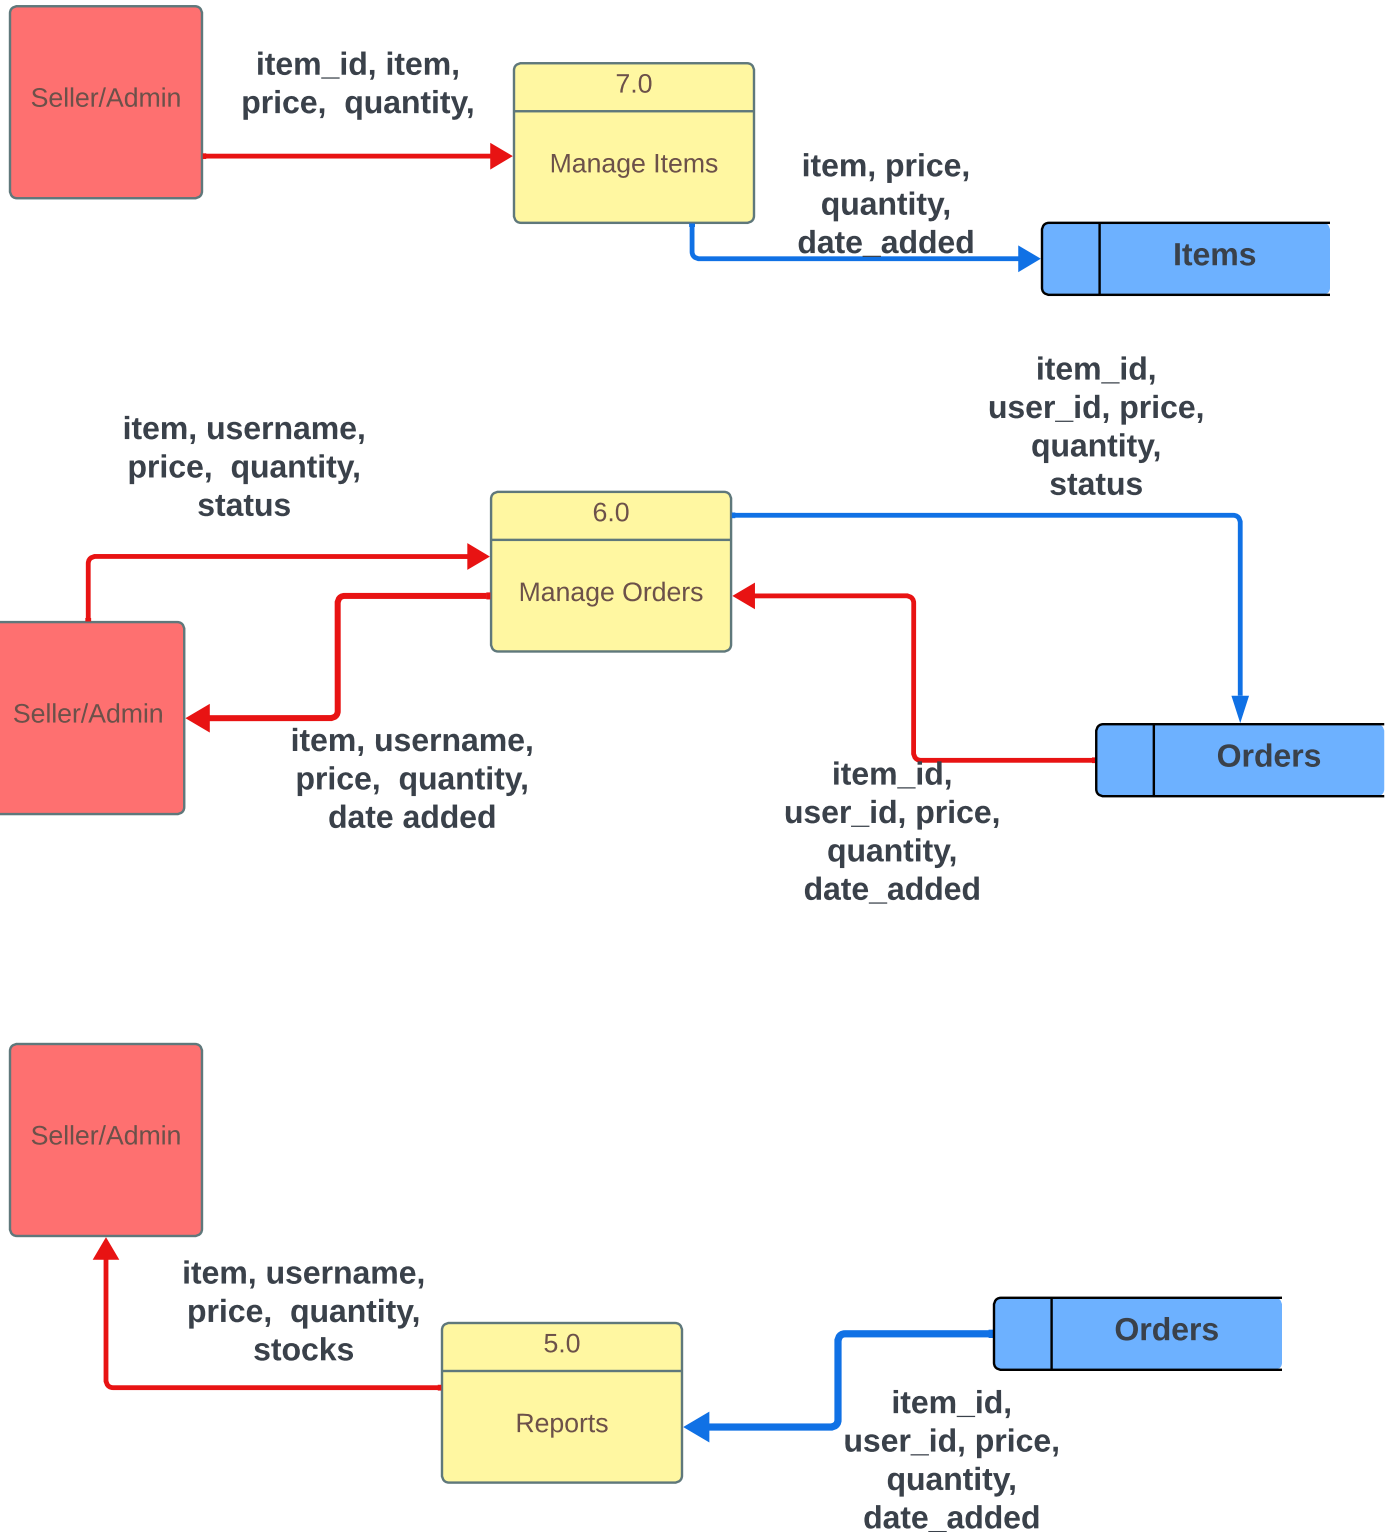 Seller/Admin
item_id, item,
price,  quantity,
7.0
Manage Items
item, price,
quantity,
date_added
Items
item_id,
user_id, price,
quantity,
status
item, username,
price,  quantity,
status
6.0
Manage Orders
Seller/Admin
item, username,
price,  quantity,
date added
Orders
item_id,
user_id, price,
quantity,
date_added
Seller/Admin
item, username,
price,  quantity,
stocks
5.0
Reports
Orders
item_id,
user_id, price,
quantity,
date_added